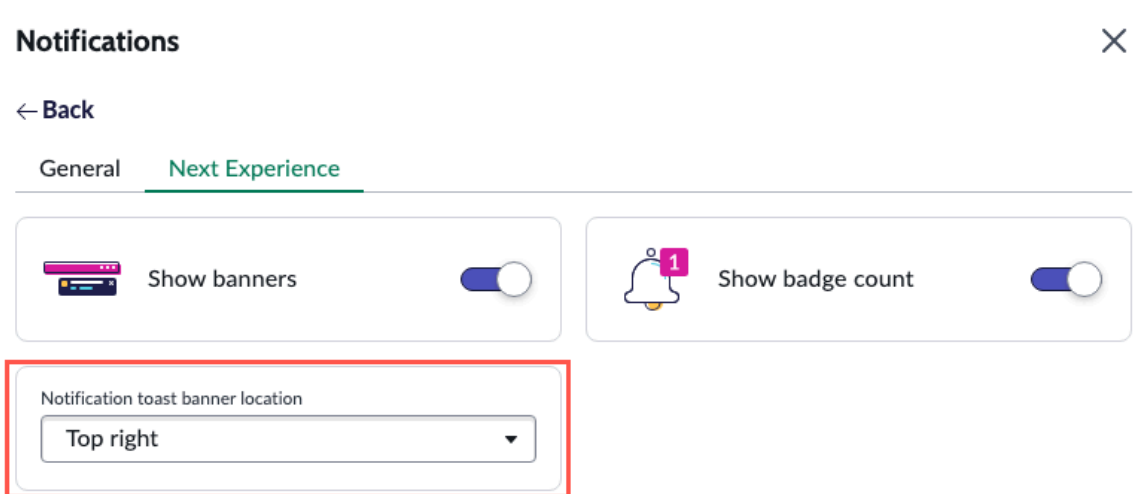 Notifications
Back
General Next Experience
Show banners
1
Show badge count
Notification toast banner location
Top right